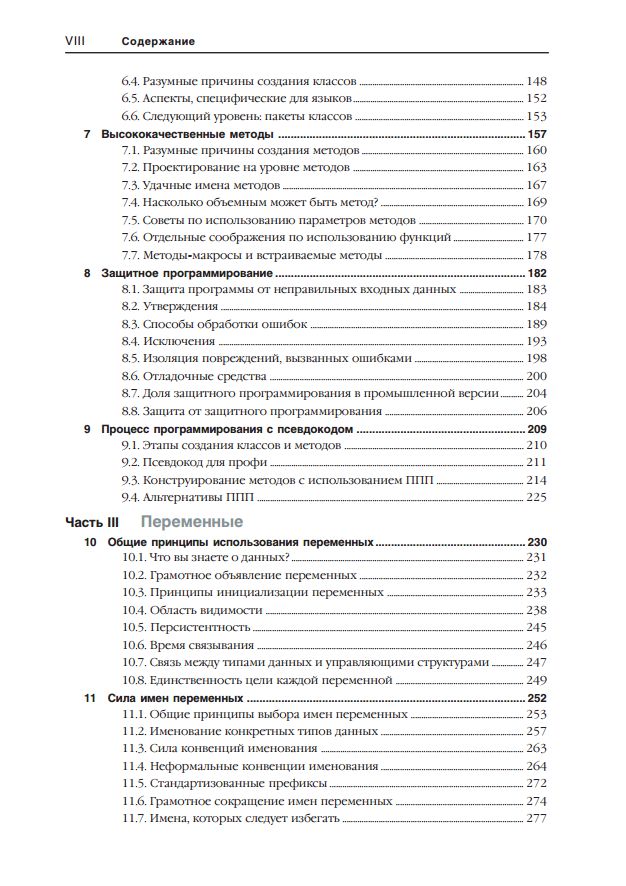 VIII Содержание
6.4. Разумные причины создания классов 148
6.5. Аспекты, специфические для языков 152
6.6. Следующий уровень: пакеты классов 153
7 Высококачественные методы 157
7.1. Разумные причины создания методов 160
7.2. Проектирование на уровне методов 163
7.3. Удачные имена методов 167
7.4. Насколько объемным может быть метод? 169
7.5. Советы по использованию параметров методов 170
7.6. Отдельные соображения по использованию функций 177
7.7. Методы-макросы и встраиваемые методы 178
8 Защитное программирование 182
8.1. Защита программы от неправильных входных данных 183
8.2. Утверждения 184
8.3. Способы обработки ошибок 189
8.4. Исключения 193
8.5. Изоляция повреждений, вызванных ошибками 198
8.6. Отладочные средства 200
8.7. Доля защитного программирования в промышленной версии 204
8.8. Защита от защитного программирования 206
9 Процесс программирования с псевдокодом 209
9.1. Этапы создания классов и методов 210
9.2. Псевдокод для профи 211
9.3. Конструирование методов с использованием ППП 214
9.4. Альтернативы ППП 225
Часть III Переменные
10 Общие принципы использования переменных 230
10.1. Что вы знаете о данных? 231
10.2. Грамотное объявление переменных 232
10.3. Принципы инициализации переменных 233
10.4. Область видимости 238
10.5. Персистентность 245
10.6. Время связывания 246
10.7. Связь между типами данных и управляющими структурами 247
10.8. Единственность цели каждой переменной 249
11 Сила имен переменных 252
11.1. Общие принципы выбора имен переменных 253
11.2. Именование конкретных типов данных 257
11.3. Сила конвенций именования 263
11.4. Неформальные конвенции именования 264
11.5. Стандартизованные префиксы 272
11.6. Грамотное сокращение имен переменных 274
11.7. Имена, которых следует избегать 277